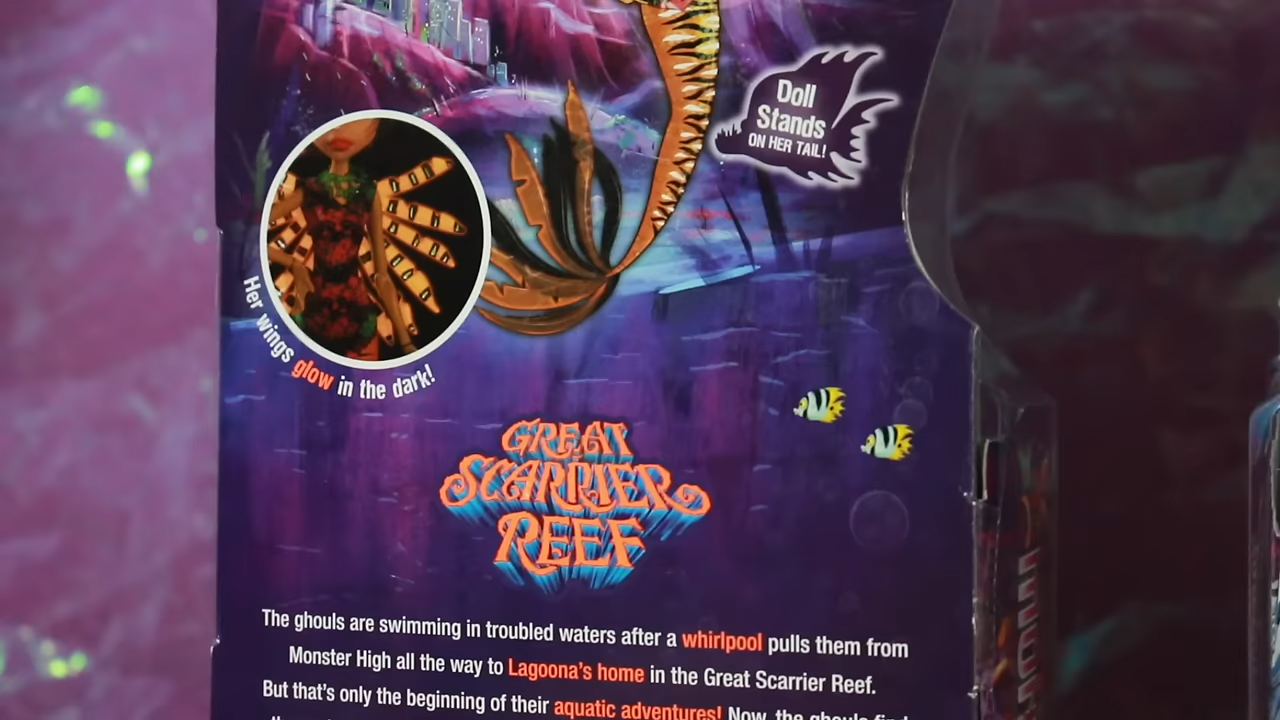 Doll
Stands
ON HER TAIL!
Her wings glow in the dark!
GREAT
SCARRIER
REEF
The ghouls are swimming in troubled waters after a whirlpool pulls them from
Monster High all the way to Lagoona's home in the Great Scarrier Reef.
But that's only the beginning of their aquatic adventures! Now, the ghouls find